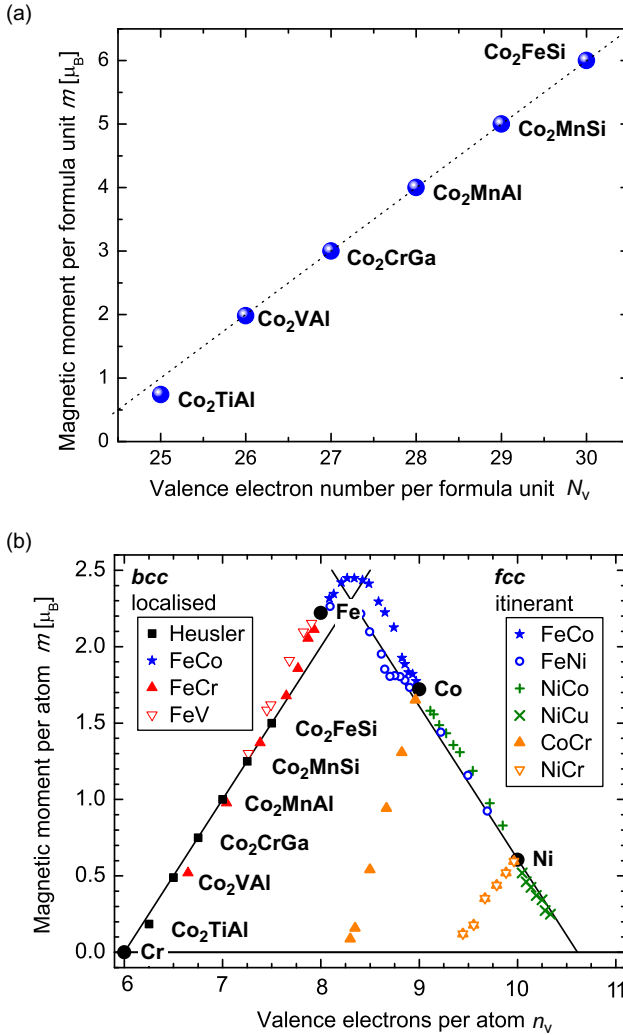 (a)
Magnetic moment per formula unit m [μ_B]
6
5
4
3
2
1
0
Co₂FeSi
Co₂MnSi
Co₂MnAl
Co₂CrGa
Co₂VAl
Co₂TiAl
25 26 27 28 29 30
Valence electron number per formula unit N_v
(b)
Magnetic moment per atom m [μ_B]
2.5
2.0
1.5
1.0
0.5
0.0
bcc
localised
Heusler
FeCo
FeCr
FeV
fcc
itinerant
FeCo
FeNi
NiCo
NiCu
CoCr
NiCr
Fe
Co
Co₂FeSi
Co₂MnSi
Co₂MnAl
Co₂CrGa
Co₂VAl
Co₂TiAl
Ni
Cr
6 7 8 9 10 11
Valence electrons per atom n_v